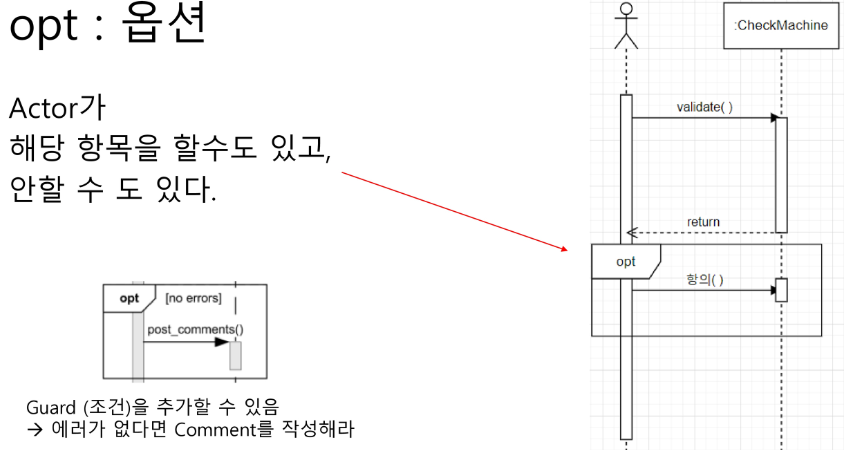 opt : 옵션
Actor가
해당 항목을 할수도 있고,
안할 수 도 있다.
opt [no errors]
post_comments()
Guard (조건)을 추가할 수 있음
→ 에러가 없다면 Comment를 작성해라
:CheckMachine
validate( )
return
opt
항의( )